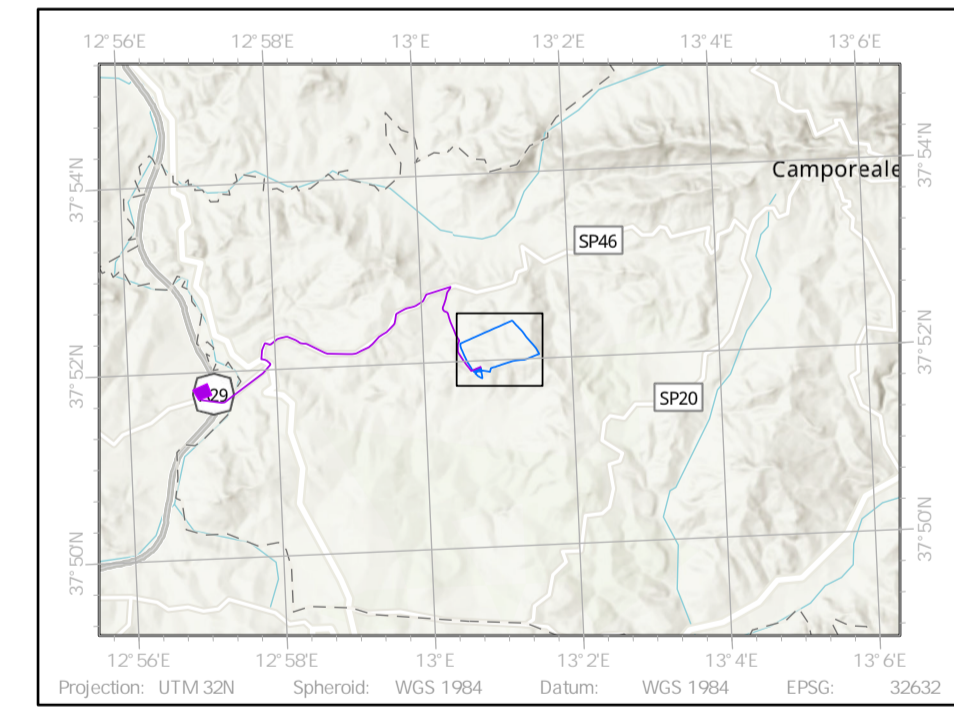 12°56'E 12°58'E 13°E 13°2'E 13°4'E 13°6'E
37°54'N 37°54'N
Camporeale
SP46
37°52'N 37°52'N
29
SP20
37°50'N 37°50'N
12°56'E 12°58'E 13°E 13°2'E 13°4'E 13°6'E
Projection: UTM 32N Spheroid: WGS 1984 Datum: WGS 1984 EPSG: 32632